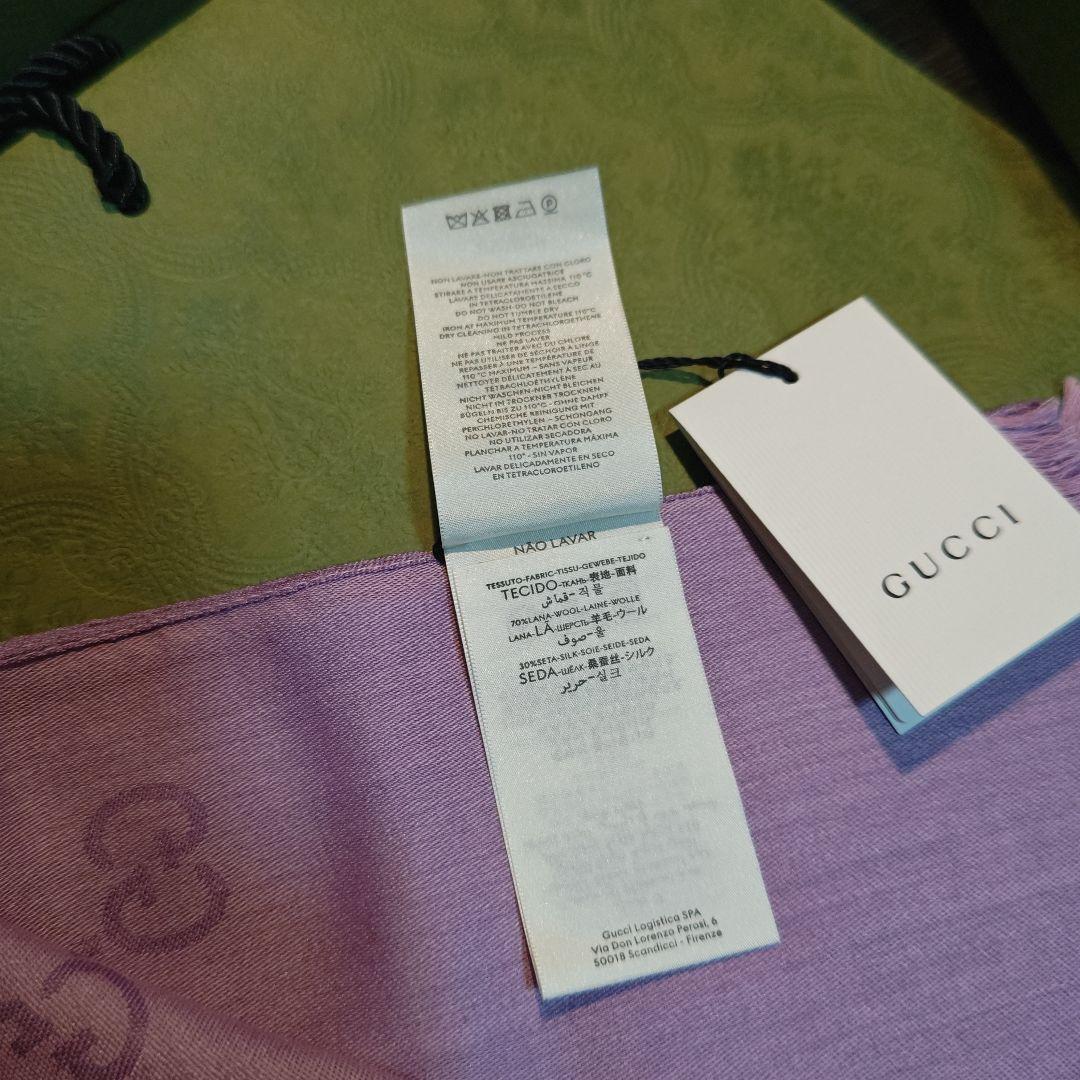 NON LAVARE-NON TRATTARE CON CLORO
NON USARE ASCIUGATRICE
STIRARE A TEMPERATURA MASSIMA 110°C
LAVARE DELICATAMENTE A SECCO
IN TETRACLOROETILENE
DO NOT WASH-DO NOT BLEACH
DO NOT TUMBLE DRY
IRON AT MAXIMUM TEMPERATURE 110°C
DRY CLEANING IN TETRACHLOROETHENE
MILD PROCESS
NE PAS LAVER
NE PAS TRAITER AVEC DU CHLORE
NE PAS UTILISER DE SÉCHOIR A LINGE
REPASSER À UNE TEMPÉRATURE DE
110 °C MAXIMUM – SANS VAPEUR
NETTOYER DÉLICATEMENT À SEC AU
TÉTRACHLOÉTHYLÈNE
NICHT WASCHEN-NICHT BLEICHEN
NICHT IM TROCKNER TROCKNEN
BÜGELN BIS ZU 110°C - OHNE DAMPF
CHEMISCHE REINIGUNG MIT
PERCHLORETHYLEN – SCHONGANG
NO LAVAR-NO TRATAR CON CLORO
NO UTILIZAR SECADORA
PLANCHAR A TEMPERATURA MÁXIMA
110° - SIN VAPOR
LAVAR DELICADAMENTE EN SECO
EN TETRACLOROETILENO
NÃO LAVAR
TESSUTO-FABRIC-TISSU-GEWEBE-TEJIDO
TECIDO-ТКАНЬ-表地-面料
قماش-직물
70%LANA-WOOL-LAINE-WOLLE
LANA-LÃ-ШЕРСТЬ-羊毛-ウール
صوف-울
30%SETA-SILK-SOIE-SEIDE-SEDA
SEDA-ШЁЛК-桑蚕丝-シルク
حرير-실크
Gucci Logistica SPA
Via Don Lorenzo Perosi, 6
50018 Scandicci - Firenze
GUCCI